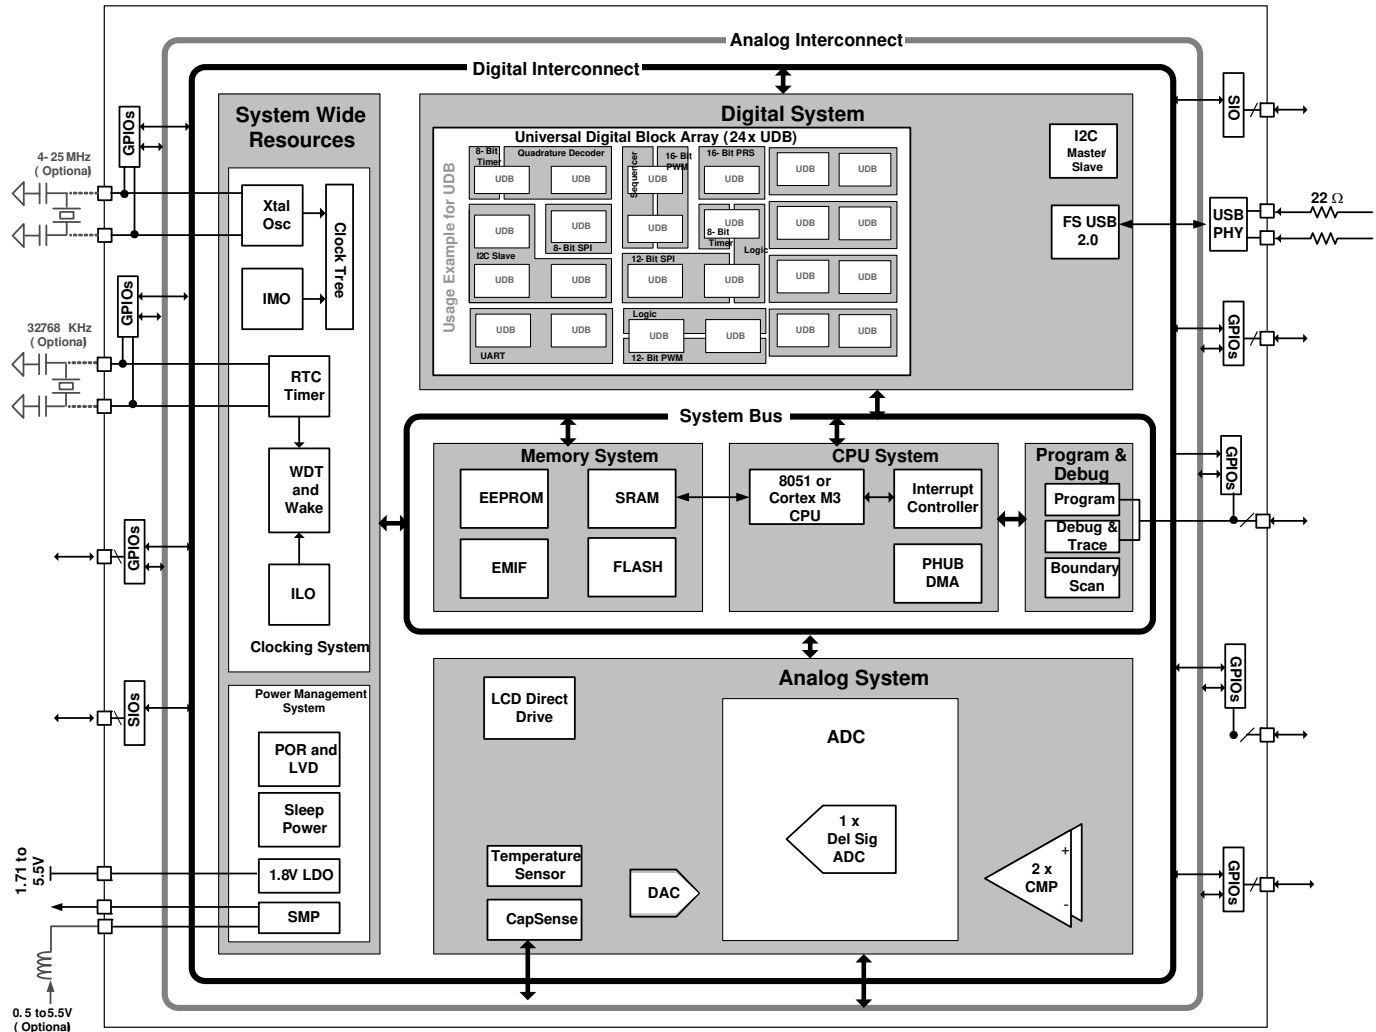 Analog Interconnect
Digital Interconnect
System Wide
Resources
Digital System
Universal Digital Block Array (24 x UDB)
Usage Example for UDB
8- Bit
Timer
Quadrature Decoder
Sequencer
16- Bit
PWM
16- Bit PRS
UDB
UDB
UDB
UDB
UDB
UDB
UDB
UDB
UDB
UDB
UDB
UDB
8- Bit
Timer
Logic
I2C Slave
8- Bit SPI
12- Bit SPI
UDB
UDB
UDB
UDB
UDB
UDB
Logic
UDB
UDB
UDB
UDB
UDB
UDB
UART
12- Bit PWM
I2C
Master/
Slave
FS USB
2.0
USB
PHY
22 Ω
SIO
GPIOs
GPIOs
GPIOs
GPIOs
4- 25 MHz
( Optional)
GPIOs
Xtal
Osc
Clock Tree
IMO
32768 KHz
( Optional)
GPIOs
RTC
Timer
WDT
and
Wake
ILO
Clocking System
GPIOs
SIOs
Power Management
System
POR and
LVD
Sleep
Power
1.8V LDO
SMP
1.71 to
5.5V
0. 5 to5.5V
( Optional)
System Bus
Memory System
EEPROM
SRAM
EMIF
FLASH
CPU System
8051 or
Cortex M3
CPU
Interrupt
Controller
PHUB
DMA
Program &
Debug
Program
Debug &
Trace
Boundary
Scan
Analog System
LCD Direct
Drive
ADC
1 x
Del Sig
ADC
Temperature
Sensor
CapSense
DAC
2 x
CMP
+
-